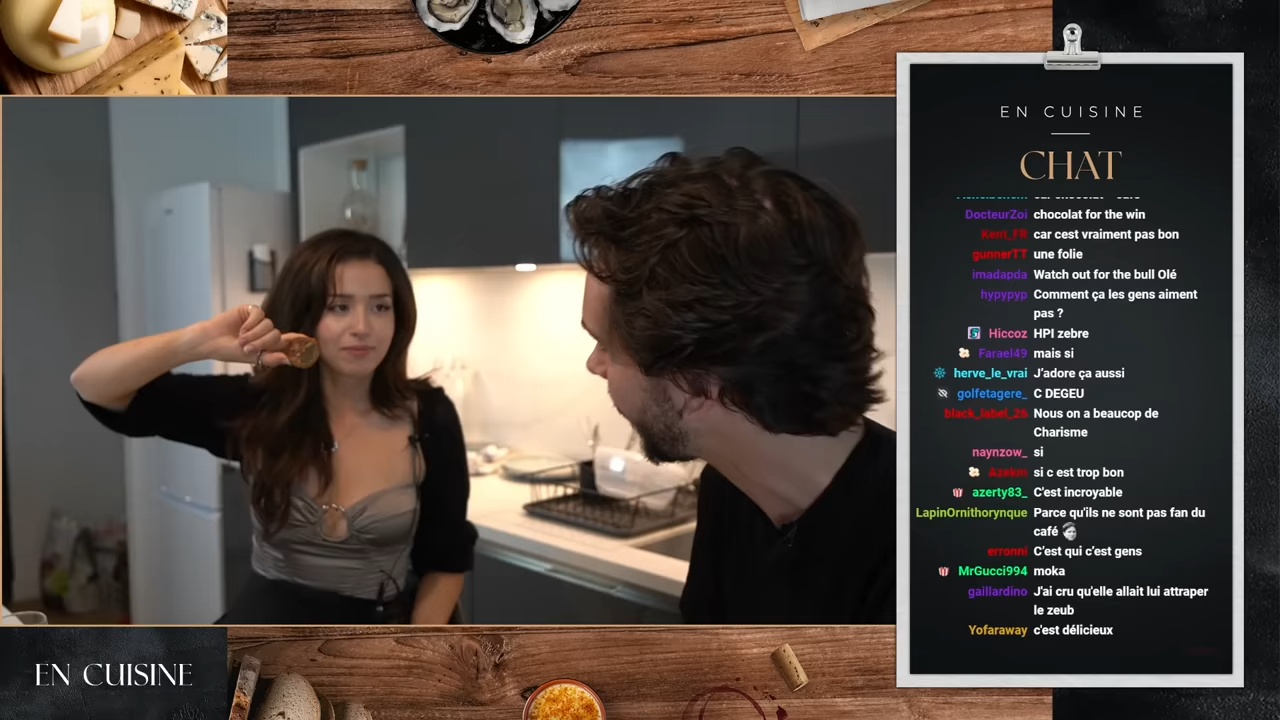 EN CUISINE
CHAT
DocteurZoi chocolat for the win
Kent_FR car cest vraiment pas bon
gunnerTT une folie
imadapda Watch out for the bull Olé
hypypyp Comment ça les gens aiment
pas ?
Hiccoz HPI zebre
Farael49 mais si
herve_le_vrai J'adore ça aussi
golfetagere_ C DEGEU
black_label_26 Nous on a beaucop de
Charisme
naynzow_ si
Azekm si c est trop bon
azerty83_ C'est incroyable
LapinOrnithorynque Parce qu'ils ne sont pas fan du
café
erronni C'est qui c'est gens
MrGucci994 moka
gaillardino J'ai cru qu'elle allait lui attraper
le zeub
Yofaraway c'est délicieux
EN CUISINE